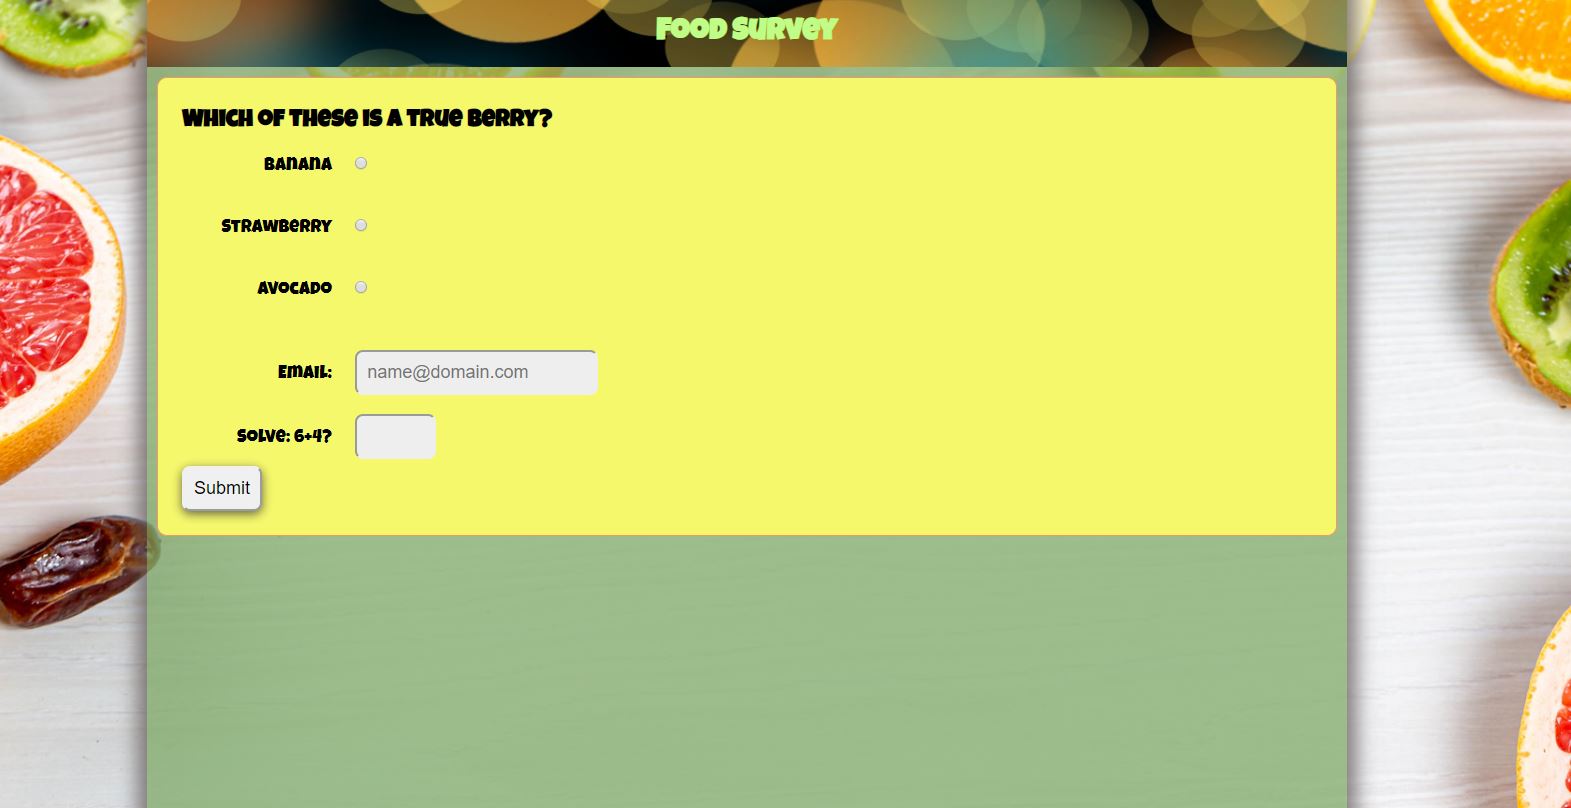 Food Survey
Which of these is a true berry?
Banana
Strawberry
Avocado
Email:
name@domain.com
Solve: 6+4?
Submit